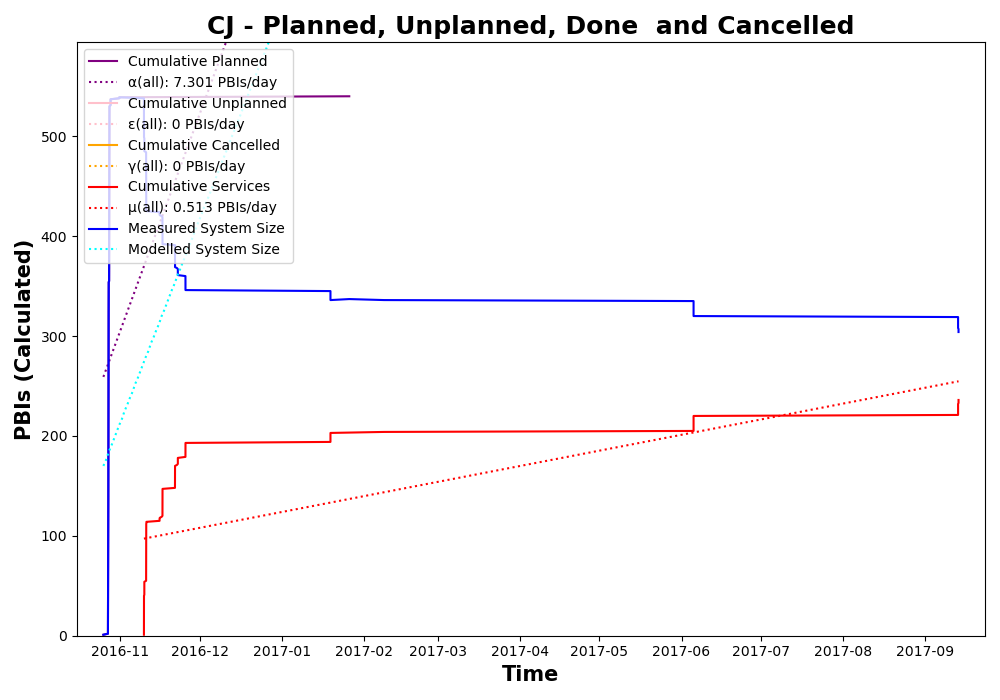 CJ - Planned, Unplanned, Done  and Cancelled
Cumulative Planned
α(all): 7.301 PBIs/day
Cumulative Unplanned
ε(all): 0 PBIs/day
Cumulative Cancelled
γ(all): 0 PBIs/day
Cumulative Services
μ(all): 0.513 PBIs/day
Measured System Size
Modelled System Size
PBIs (Calculated)
500
400
300
200
100
0
2016-11 2016-12 2017-01 2017-02 2017-03 2017-04 2017-05 2017-06 2017-07 2017-08 2017-09
Time